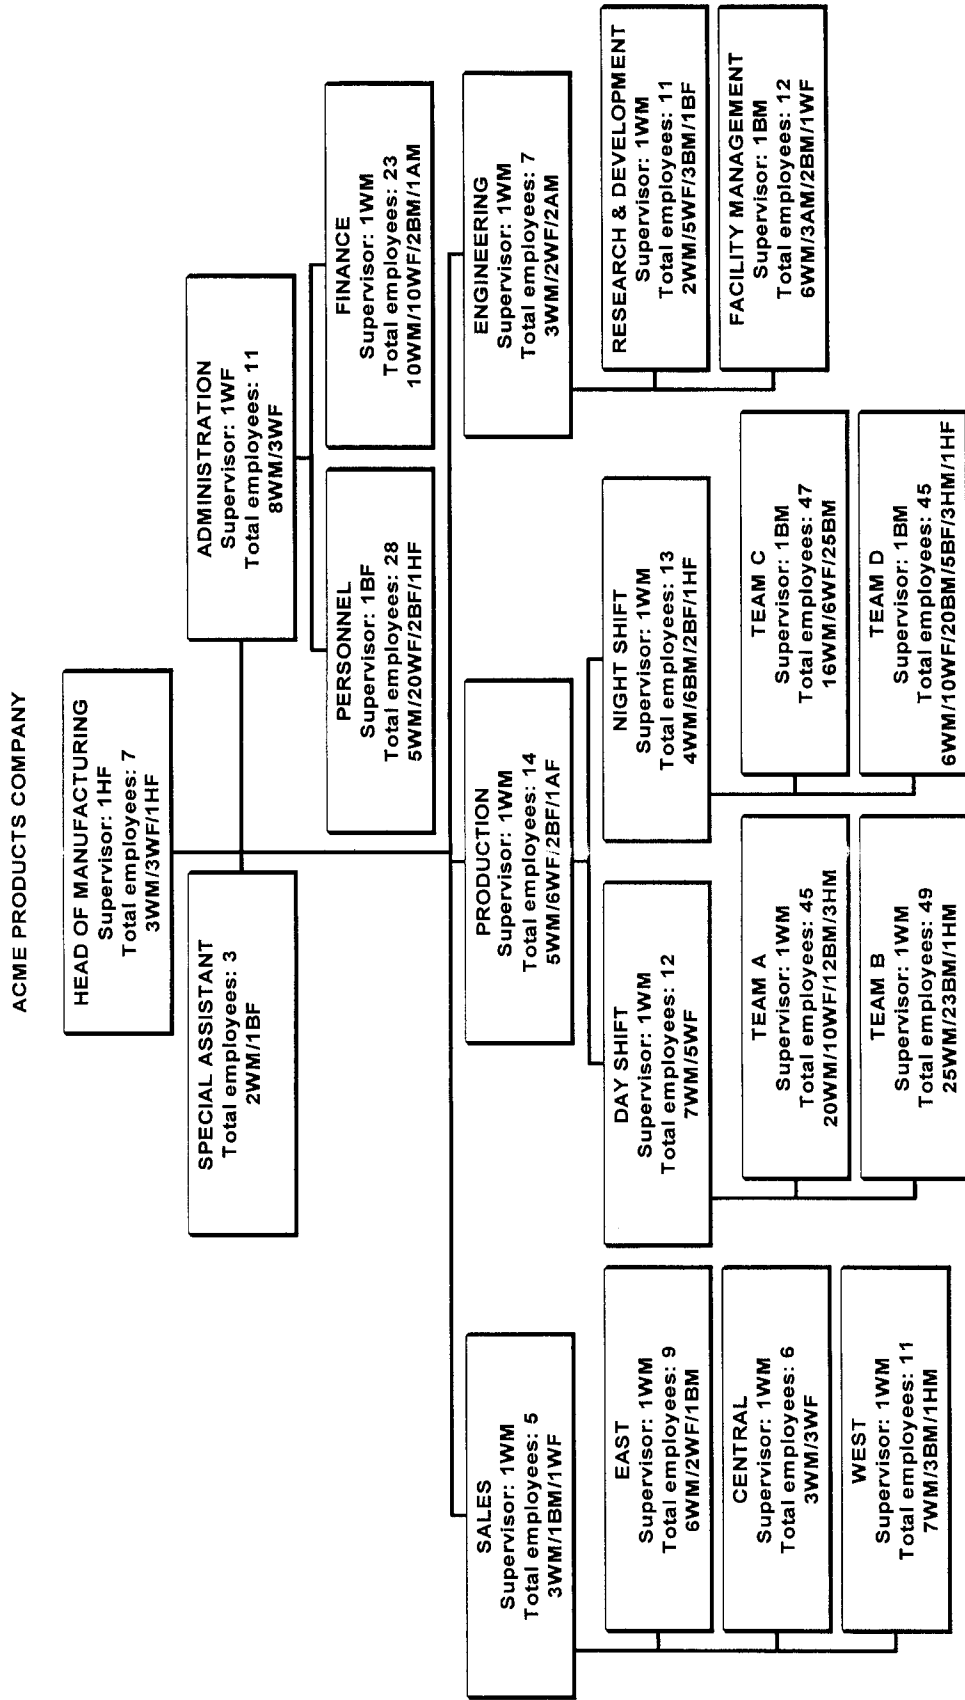 ACME PRODUCTS COMPANY
HEAD OF MANUFACTURING
Supervisor: 1HF
Total employees: 7
3WM/3WF/1HF
SPECIAL ASSISTANT
Total employees: 3
2WM/1BF
ADMINISTRATION
Supervisor: 1WF
Total employees: 11
8WM/3WF
PERSONNEL
Supervisor: 1BF
Total employees: 28
5WM/20WF/2BF/1HF
FINANCE
Supervisor: 1WM
Total employees: 23
10WM/10WF/2BM/1AM
SALES
Supervisor: 1WM
Total employees: 5
3WM/1BM/1WF
EAST
Supervisor: 1WM
Total employees: 9
6WM/2WF/1BM
CENTRAL
Supervisor: 1WM
Total employees: 6
3WM/3WF
WEST
Supervisor: 1WM
Total employees: 11
7WM/3BM/1HM
PRODUCTION
Supervisor: 1WM
Total employees: 14
5WM/6WF/2BF/1AF
DAY SHIFT
Supervisor: 1WM
Total employees: 12
7WM/5WF
TEAM A
Supervisor: 1WM
Total employees: 45
20WM/10WF/12BM/3HM
TEAM B
Supervisor: 1WM
Total employees: 49
25WM/23BM/1HM
NIGHT SHIFT
Supervisor: 1WM
Total employees: 13
4WM/6BM/2BF/1HF
TEAM C
Supervisor: 1BM
Total employees: 47
16WM/6WF/25BM
TEAM D
Supervisor: 1BM
Total employees: 45
6WM/10WF/20BM/5BF/3HM/1HF
ENGINEERING
Supervisor: 1WM
Total employees: 7
3WM/2WF/2AM
RESEARCH & DEVELOPMENT
Supervisor: 1WM
Total employees: 11
2WM/5WF/3BM/1BF
FACILITY MANAGEMENT
Supervisor: 1BM
Total employees: 12
6WM/3AM/2BM/1WF